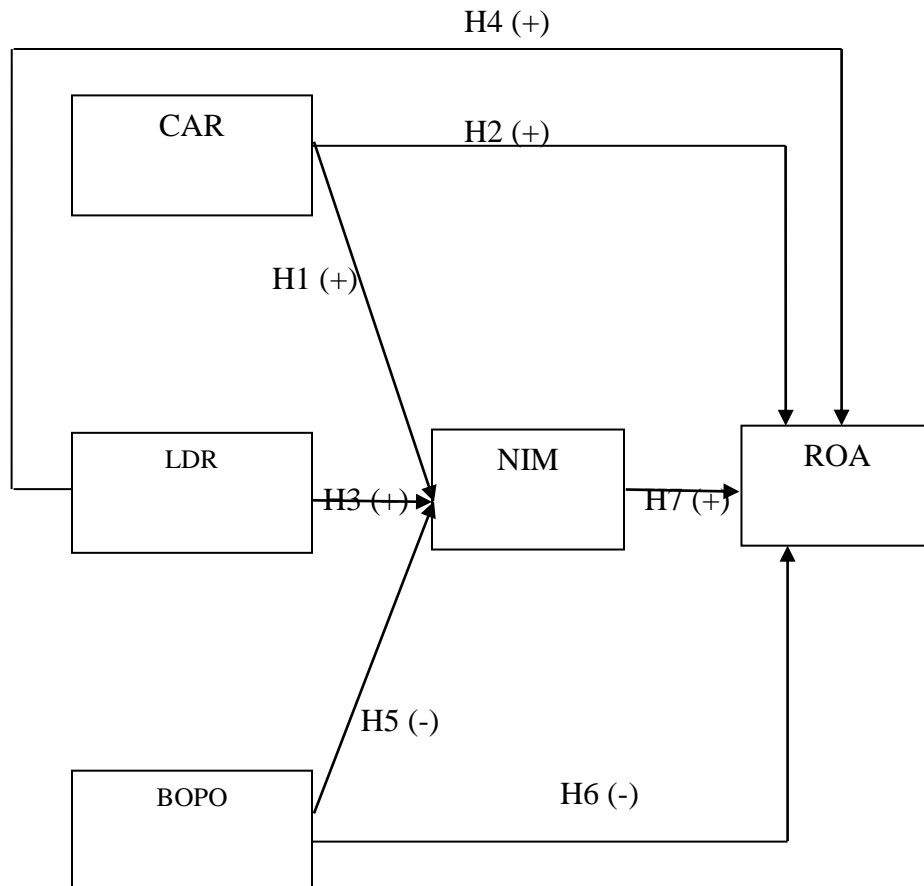 H4 (+)
CAR
H2 (+)
H1 (+)
LDR
NIM
ROA
H3 (+)
H7 (+)
H5 (-)
BOPO
H6 (-)